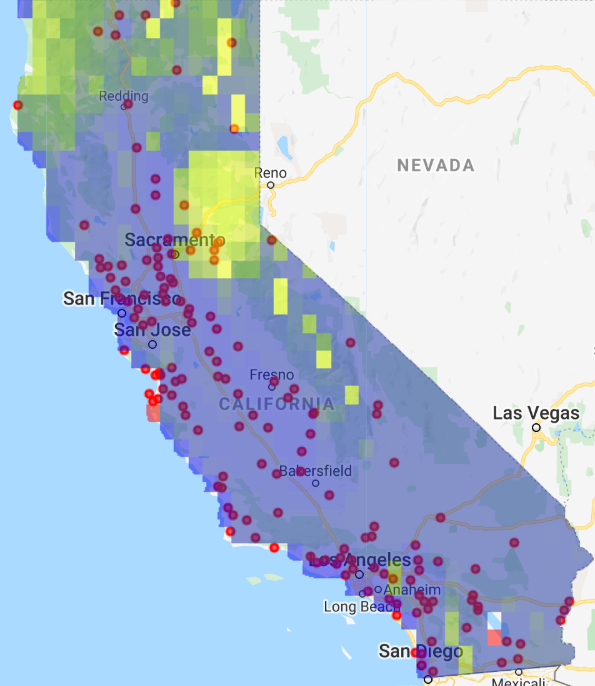 Redding
Reno
NEVADA
Sacramento
San Francisco
San Jose
Fresno
CALIFORNIA
Las Vegas
Bakersfield
Los Angeles
Anaheim
Long Beach
San Diego
Mexicali